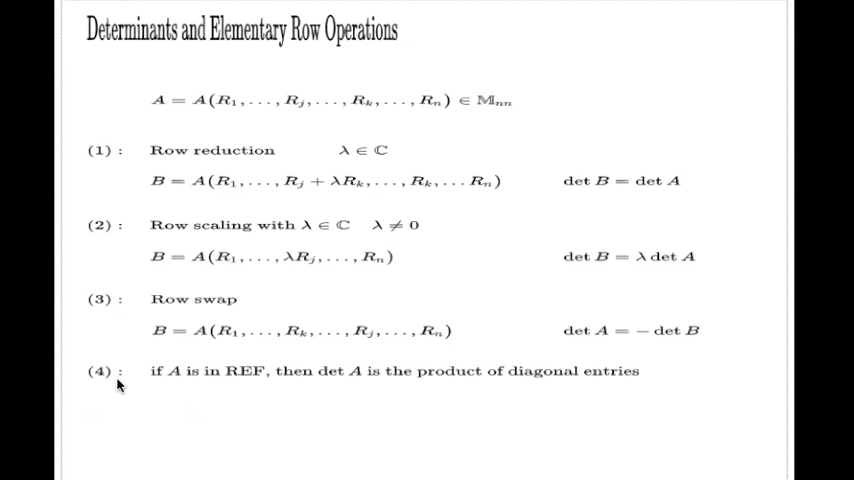 Determinants and Elementary Row Operations
A = A(R₁, . . . , Rⱼ, . . . , Rₖ, . . . , Rₙ) ∈ 𝕄ₙₙ
(1) : Row reduction λ ∈ ℂ
B = A(R₁, . . . , Rⱼ + λRₖ, . . . , Rₖ, . . . Rₙ) det B = det A
(2) : Row scaling with λ ∈ ℂ λ ≠ 0
B = A(R₁, . . . , λRⱼ, . . . , Rₙ) det B = λ det A
(3) : Row swap
B = A(R₁, . . . , Rₖ, . . . , Rⱼ, . . . , Rₙ) det A = − det B
(4) : if A is in REF, then det A is the product of diagonal entries